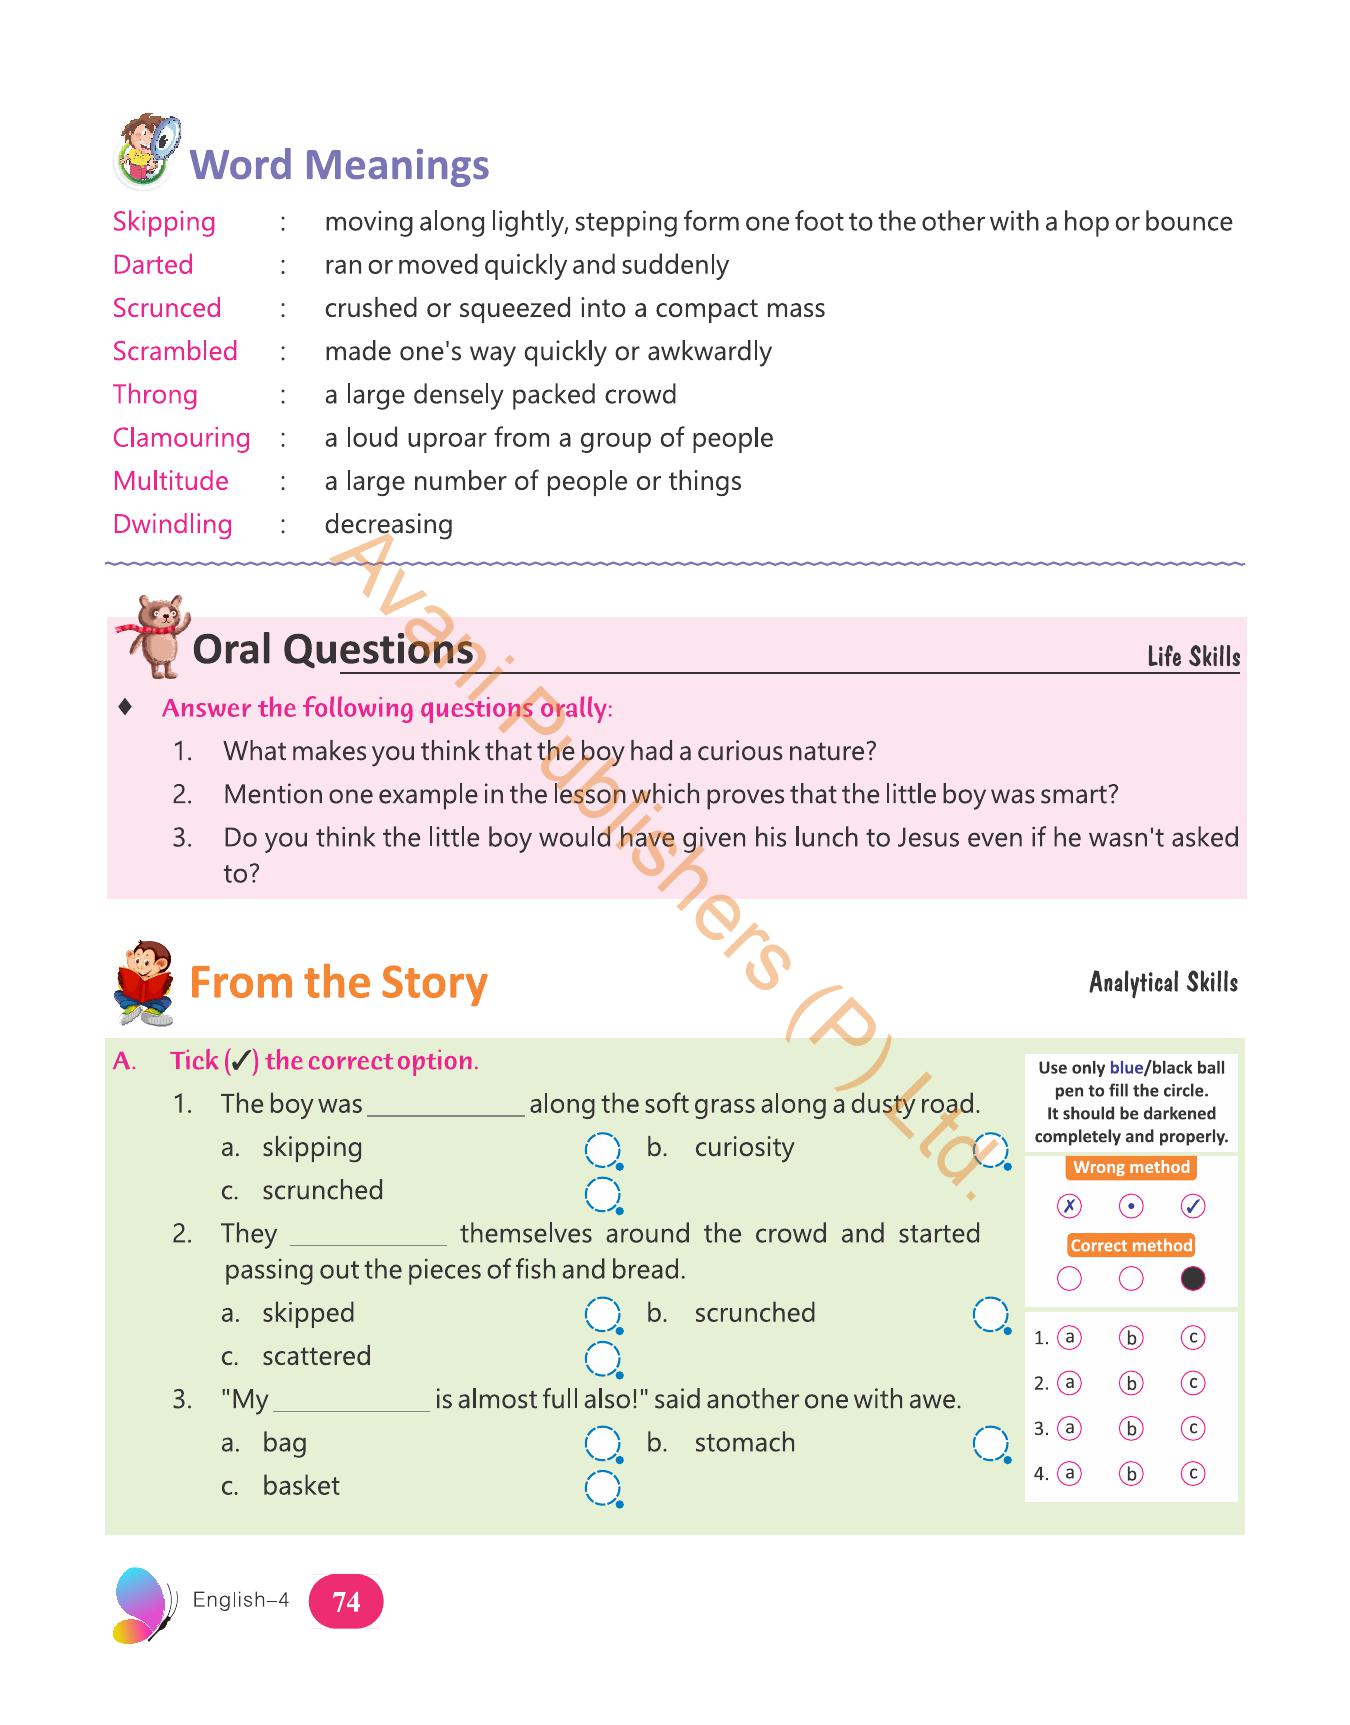 Word Meanings
Skipping : moving along lightly, stepping form one foot to the other with a hop or bounce
Darted : ran or moved quickly and suddenly
Scrunced : crushed or squeezed into a compact mass
Scrambled : made one's way quickly or awkwardly
Throng : a large densely packed crowd
Clamouring : a loud uproar from a group of people
Multitude : a large number of people or things
Dwindling : decreasing
Oral Questions Life Skills
♦ Answer the following questions orally:
1. What makes you think that the boy had a curious nature?
2. Mention one example in the lesson which proves that the little boy was smart?
3. Do you think the little boy would have given his lunch to Jesus even if he wasn't asked
to?
From the Story Analytical Skills
A. Tick (✓) the correct option.
1. The boy was ____________ along the soft grass along a dusty road.
a. skipping b. curiosity
c. scrunched
2. They ____________ themselves around the crowd and started
passing out the pieces of fish and bread.
a. skipped b. scrunched
c. scattered
3. "My ____________ is almost full also!" said another one with awe.
a. bag b. stomach
c. basket
Use only blue/black ball
pen to fill the circle.
It should be darkened
completely and properly.
Wrong method
✗ • ✓
Correct method
1. a b c
2. a b c
3. a b c
4. a b c
English–4 74
Avani Publishers (P) Ltd.